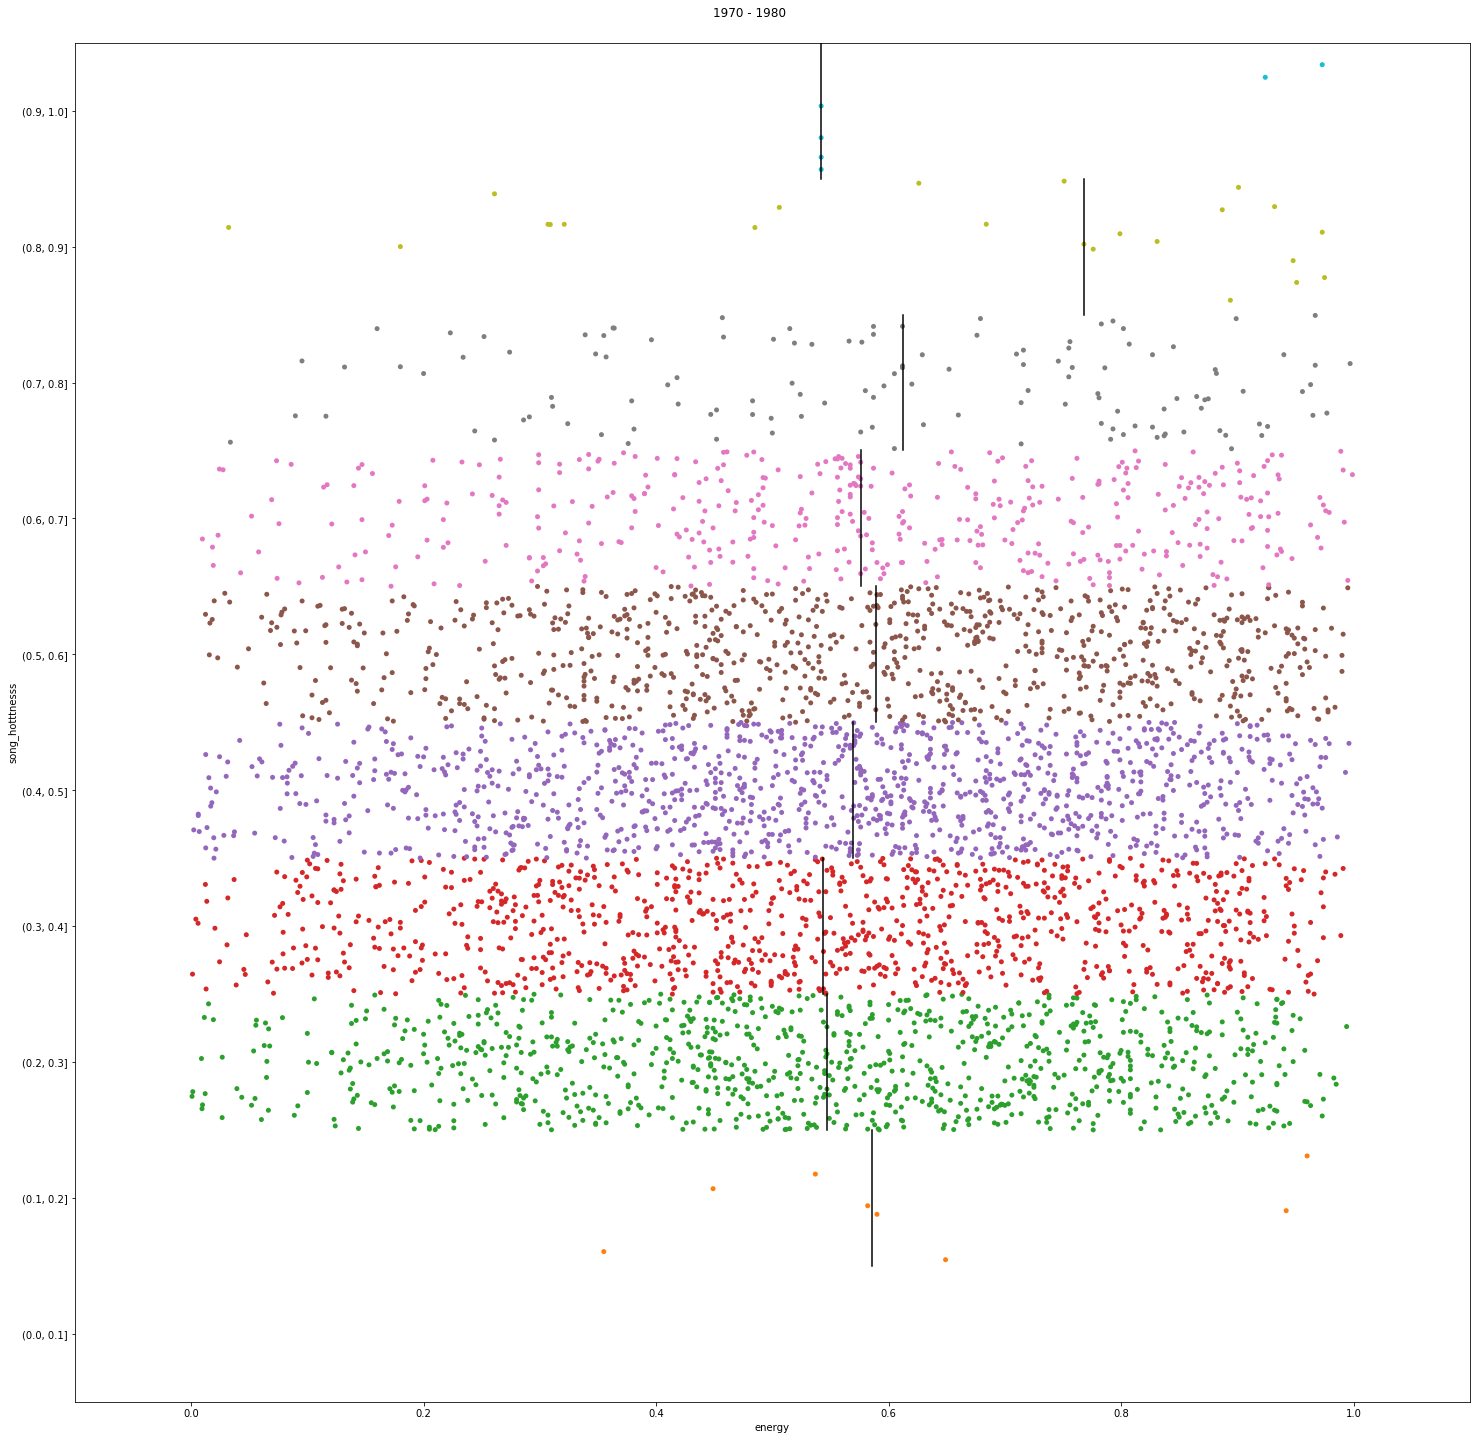 1970 - 1980
(0.9, 1.0]
(0.8, 0.9]
(0.7, 0.8]
(0.6, 0.7]
(0.5, 0.6]
song_hotttnesss
(0.4, 0.5]
(0.3, 0.4]
(0.2, 0.3]
(0.1, 0.2]
(0.0, 0.1]
0.0 0.2 0.4 0.6 0.8 1.0
energy